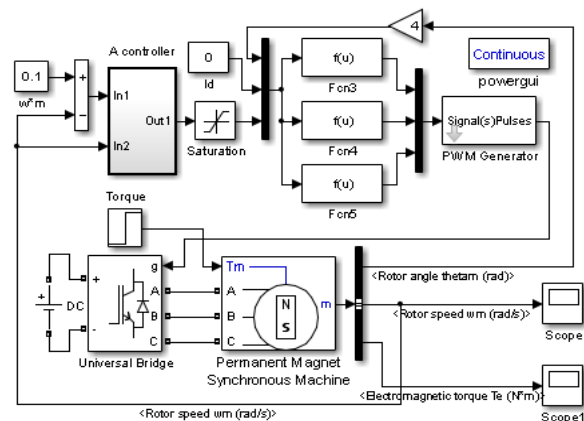 A controller
0.1
w*m
+
−
In1
In2
Out1
Saturation
0
Id
4
f(u)
Fcn3
f(u)
Fcn4
f(u)
Fcn5
Continuous
powergui
Signal(s)Pulses
PWM Generator
Torque
+
DC
+
-
g
A
B
C
Universal Bridge
Tm
A
B
C
N
S
m
Permanent Magnet
Synchronous Machine
<Rotor angle thetam (rad)>
<Rotor speed wm (rad/s)>
Scope
<Electromagnetic torque Te (N*m)>
Scope1
<Rotor speed wm (rad/s)>